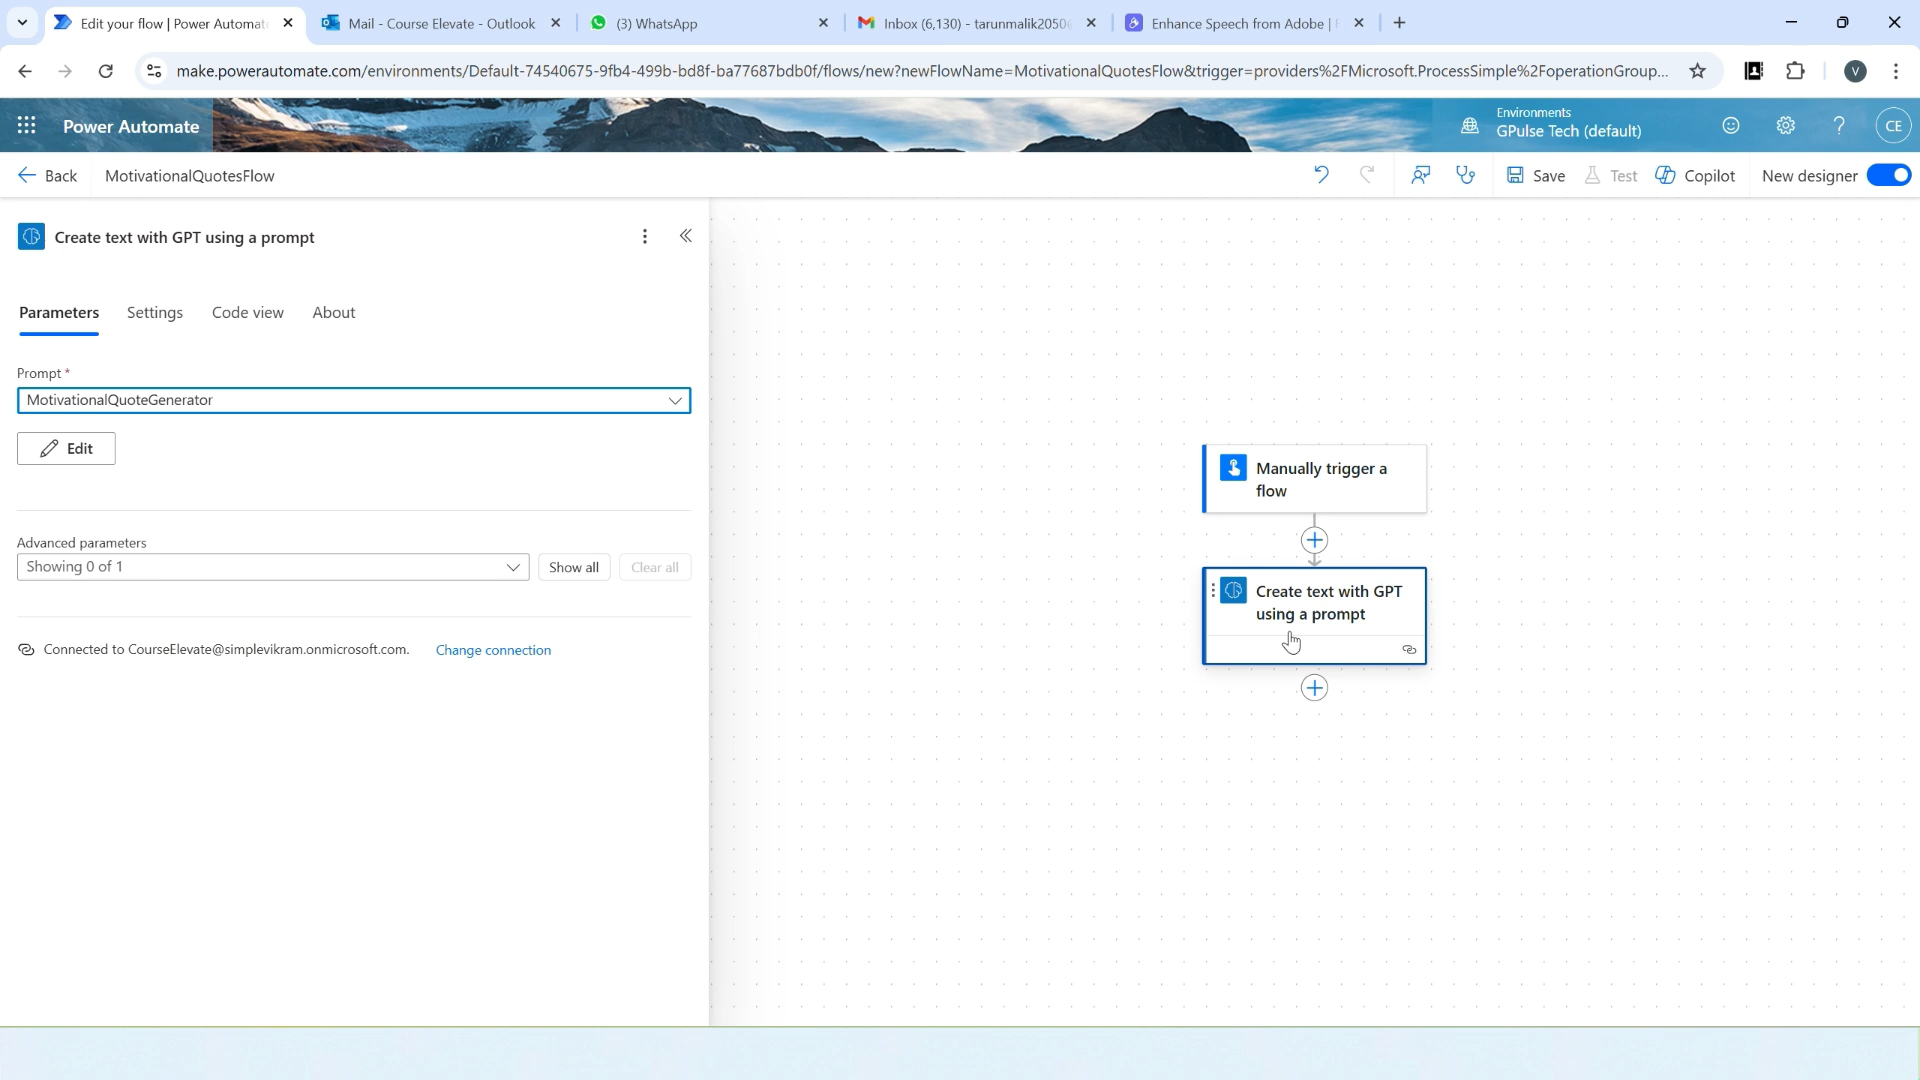 Edit your flow | Power Automat
Mail - Course Elevate - Outlook
(3) WhatsApp
Inbox (6,130) - tarunmalik2050
Enhance Speech from Adobe |
make.powerautomate.com/environments/Default-74540675-9fb4-499b-bd8f-ba77687bdb0f/flows/new?newFlowName=MotivationalQuotesFlow&trigger=providers%2FMicrosoft.ProcessSimple%2FoperationGroup...
V
Power Automate
Environments
GPulse Tech (default)
CE
Back
MotivationalQuotesFlow
Save
Test
Copilot
New designer
Create text with GPT using a prompt
Parameters
Settings
Code view
About
Prompt *
MotivationalQuoteGenerator
Edit
Advanced parameters
Showing 0 of 1
Show all
Clear all
Connected to CourseElevate@simplevikram.onmicrosoft.com.
Change connection
Manually trigger a
flow
Create text with GPT
using a prompt